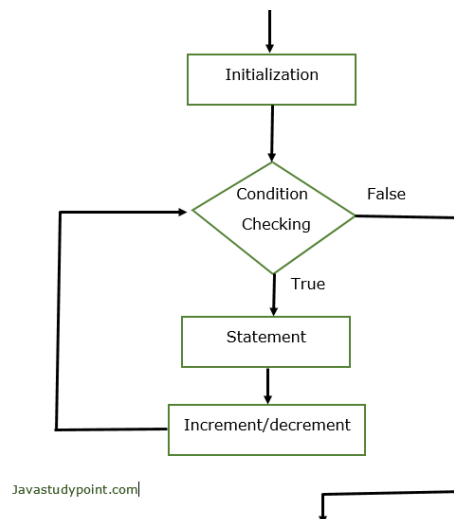 Initialization
Condition
Checking
False
True
Statement
Increment/decrement
Javastudypoint.com